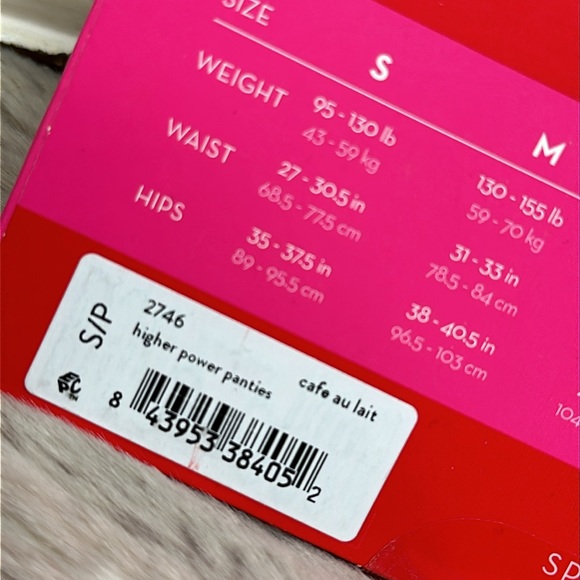 SIZE S M
WEIGHT 95 - 130 lb 130 - 155 lb
43 - 59 kg 59 - 70 kg
WAIST 27 - 30.5 in 31 - 33 in
68.5 - 77.5 cm 78.5 - 84 cm
HIPS 35 - 37.5 in 38 - 40.5 in
89 - 95.5 cm 96.5 - 103 cm
104
S/P
2746
higher power panties cafe au lait
EPC
8 43953 38405 2
SP